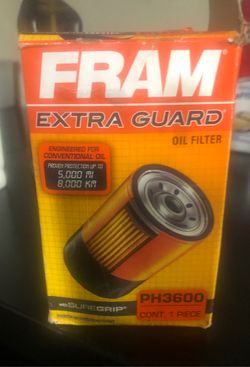 FRAM
EXTRA GUARD
OIL FILTER
ENGINEERED FOR
CONVENTIONAL OIL
PROVEN PROTECTION UP TO
5,000 MI
8,000 KM
PH3600
WITH SUREGRIP®
CONT. 1 PIECE